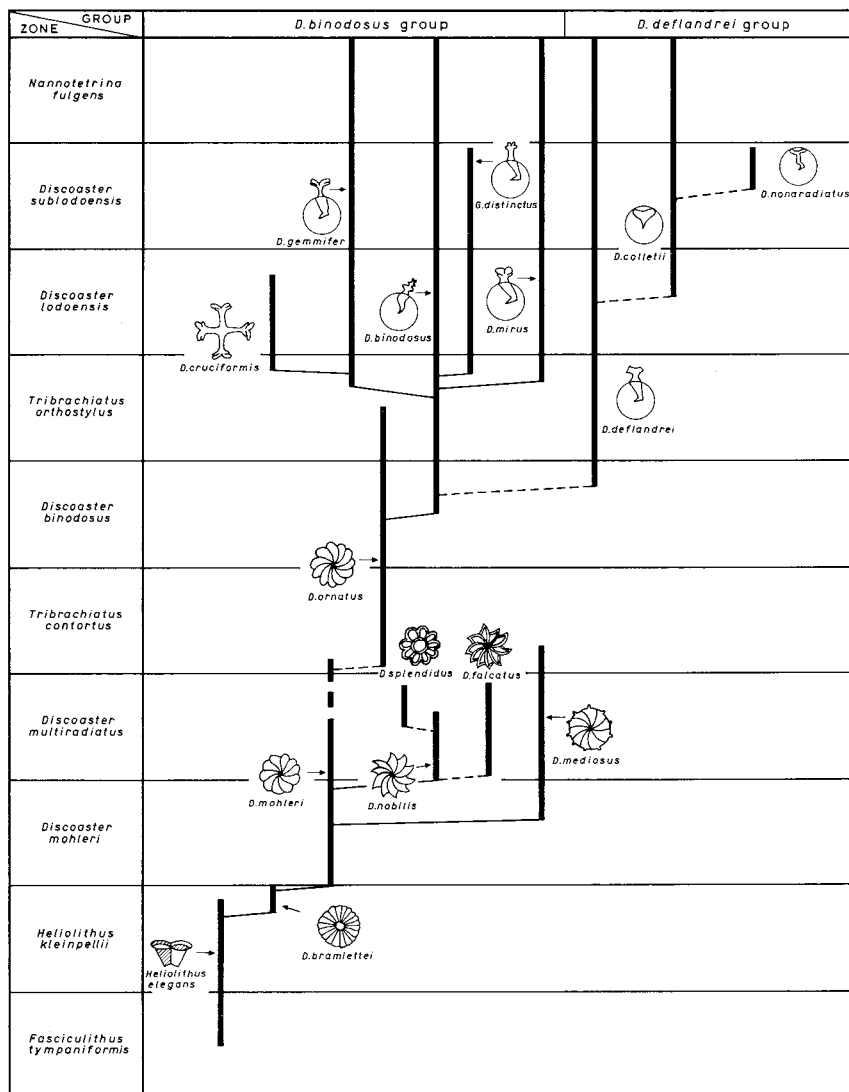 GROUP
ZONE
D.binodosus group
D.deflandrei group
Nannotetrina
fulgens
Discoaster
sublodoensis
D.gemmifer
G.distinctus
D.nonaradiatus
D.colletii
Discoaster
lodoensis
D.cruciformis
D.binodosus
D.mirus
Tribrachiatus
orthostylus
D.deflandrei
Discoaster
binodosus
D.ornatus
Tribrachiatus
contortus
D.splendidus
D.falcatus
Discoaster
multiradiatus
D.mohleri
D.nobilis
D.mediosus
Discoaster
mohleri
Heliolithus
kleinpellii
D.bramlettei
Heliolithus
elegans
Fasciculithus
tympaniformis